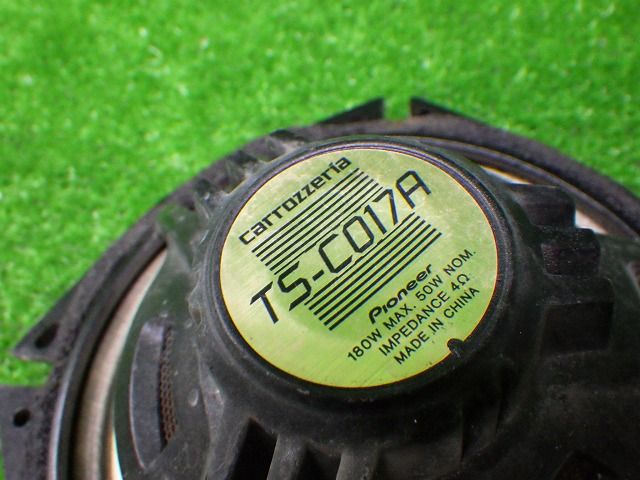 carrozzeria
TS-C017A
Pioneer
180W MAX. 50W NOM.
IMPEDANCE 4Ω
MADE IN CHINA